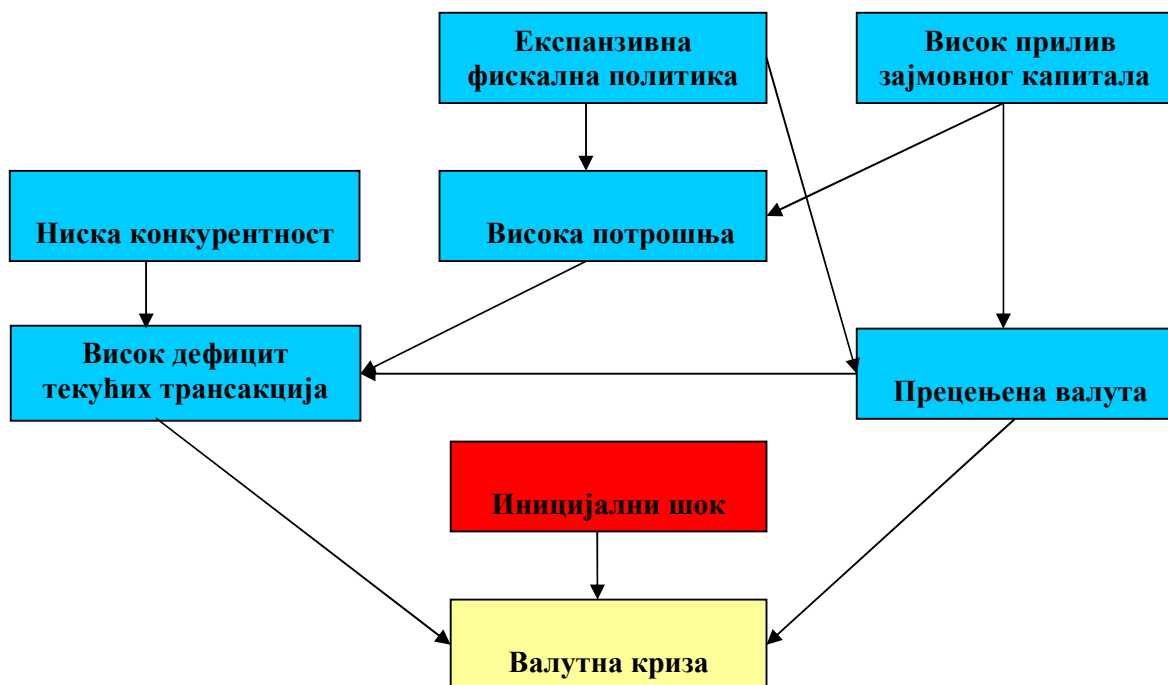 Експанзивна
фискална политика
Висок прилив
зајмовног капитала
Ниска конкурентност
Висока потрошња
Висок дефицит
текућих трансакција
Прецењена валута
Иницијални шок
Валутна криза